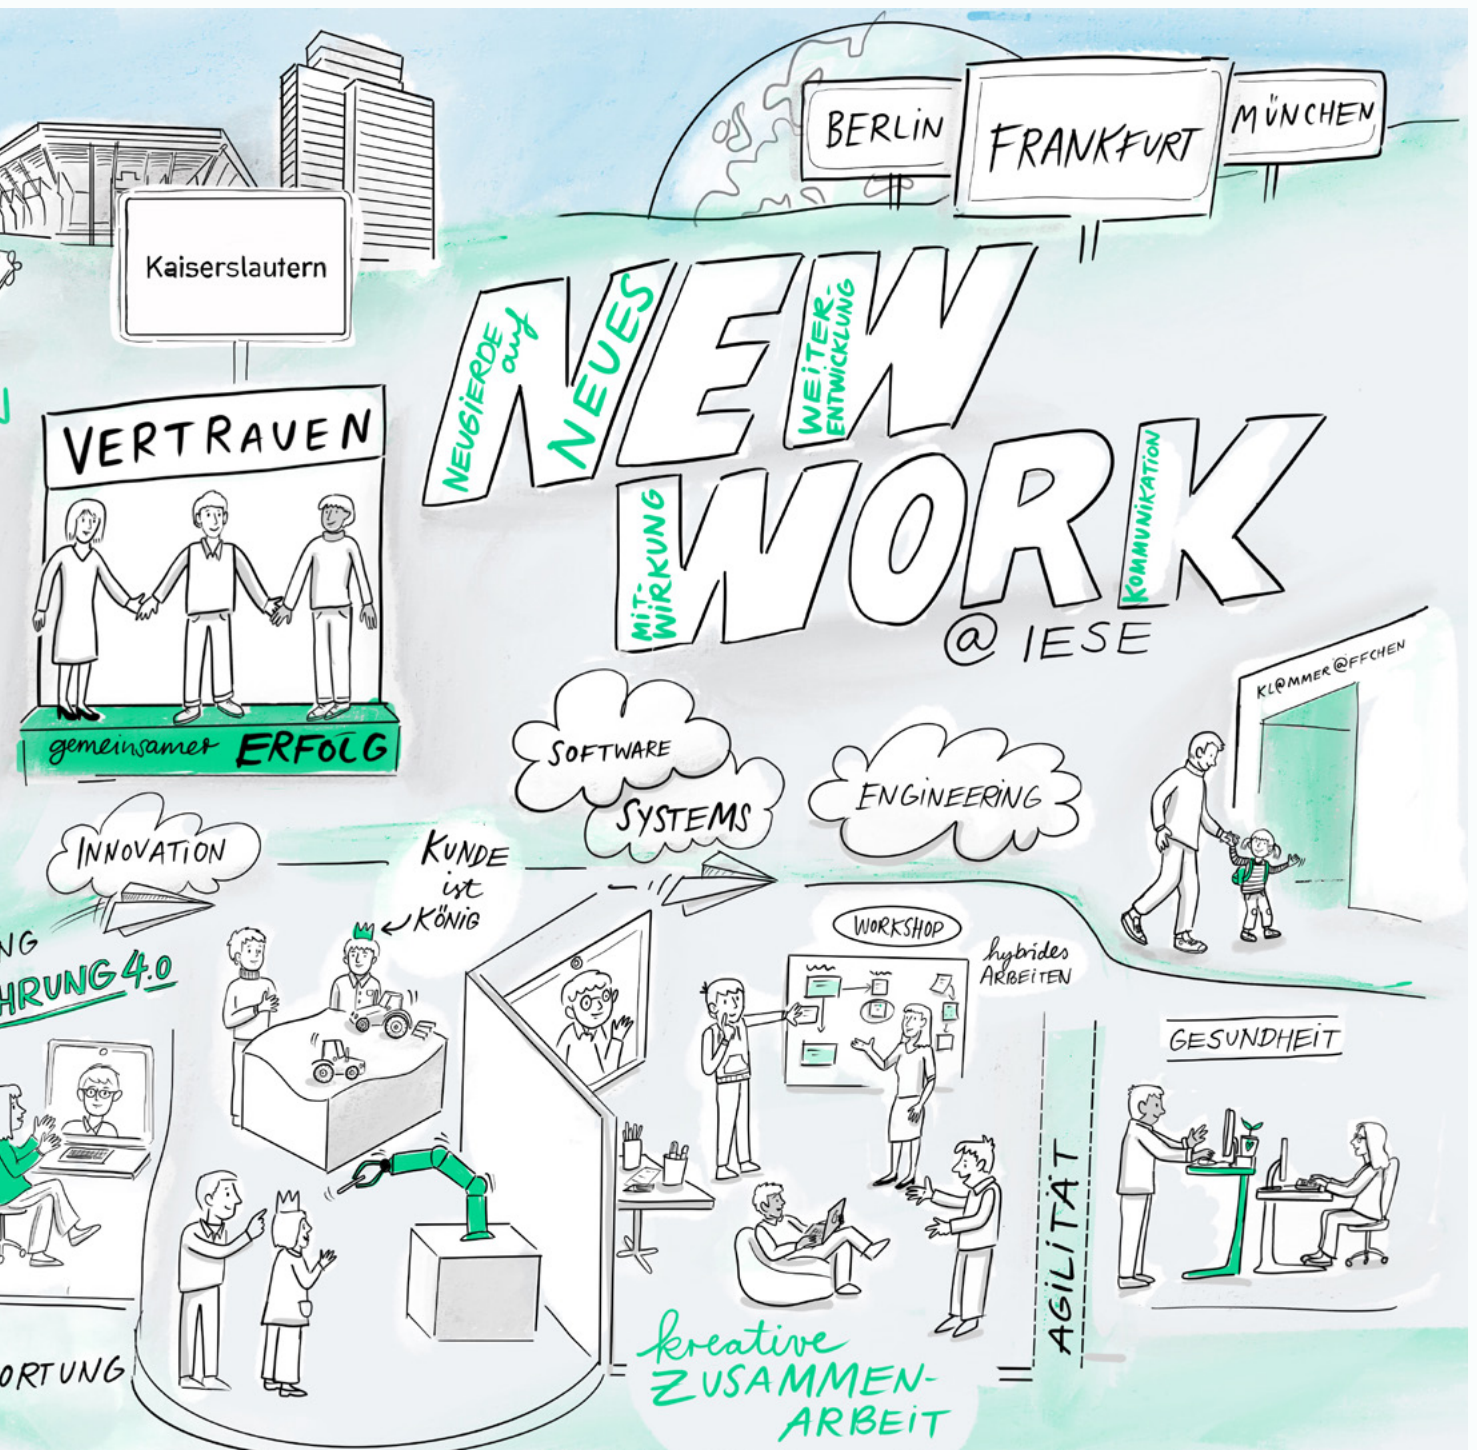 BERLIN
FRANKFURT
MÜNCHEN
Kaiserslautern
NEW
NEUGIERDE
auf
NEUES
WEITER-
ENTWICKLUNG
WORK
MIT-
WIRKUNG
KOMMUNIKATION
@ IESE
VERTRAUEN
gemeinsamer ERFOLG
KL@MMER@FFCHEN
SOFTWARE
SYSTEMS
ENGINEERING
INNOVATION
KUNDE
ist
KÖNIG
NG
HRUNG 4.0
WORKSHOP
hybrides
ARBEITEN
GESUNDHEIT
AGILITÄT
kreative
ZUSAMMEN-
ARBEIT
ORTUNG